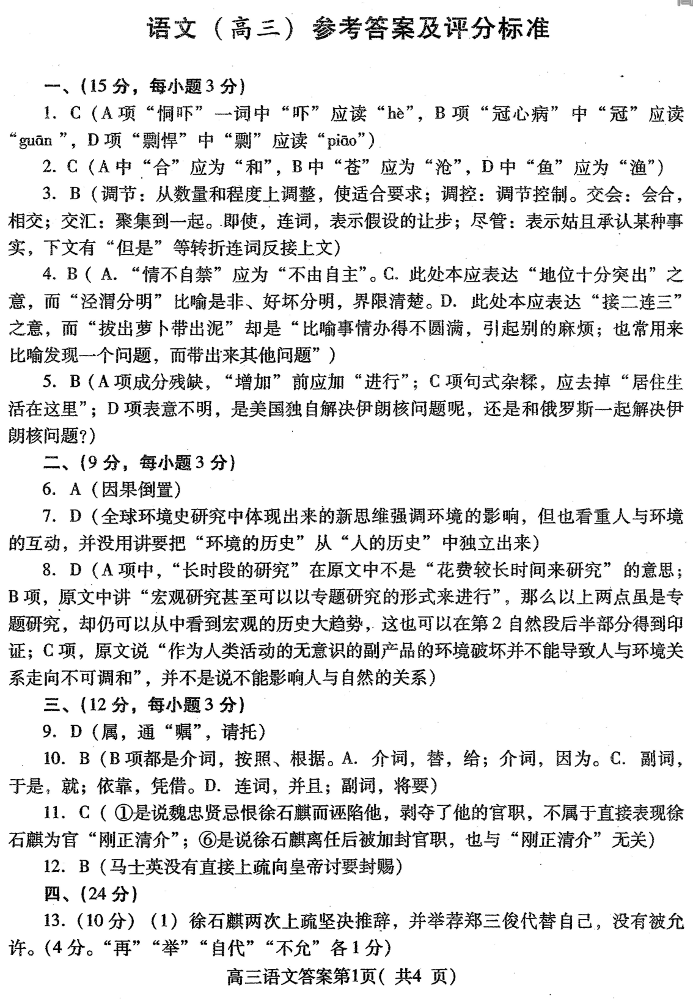 语文（高三）参考答案及评分标准
一、(15 分，每小题 3 分)
1. C（A 项“恫吓”一词中“吓”应读“hè”，B 项“冠心病”中“冠”应读
“guān ”，D 项“剽悍”中“剽”应读“piāo”）
2. C（A 中“合”应为“和”，B 中“苍”应为“沧”，D 中“鱼”应为“渔”）
3. B（调节：从数量和程度上调整，使适合要求；调控：调节控制。交会：会合，
相交；交汇：聚集到一起。即使，连词，表示假设的让步；尽管：表示姑且承认某种事
实，下文有“但是”等转折连词反接上文）
4. B（ A. “情不自禁”应为“不由自主”。C. 此处本应表达“地位十分突出”之
意，而“泾渭分明”比喻是非、好坏分明，界限清楚。D. 此处本应表达“接二连三”
之意，而“拔出萝卜带出泥”却是“比喻事情办得不圆满，引起别的麻烦；也常用来
比喻发现一个问题，而带出来其他问题”）
5. B（A 项成分残缺，“增加”前应加“进行”；C 项句式杂糅，应去掉“居住生
活在这里”；D 项表意不明，是美国独自解决伊朗核问题呢，还是和俄罗斯一起解决伊
朗核问题?）
二、(9 分，每小题 3 分)
6. A（因果倒置）
7. D（全球环境史研究中体现出来的新思维强调环境的影响，但也看重人与环境
的互动，并没用讲要把“环境的历史”从“人的历史”中独立出来）
8. D（A 项中，“长时段的研究”在原文中不是“花费较长时间来研究”的意思；
B 项，原文中讲“宏观研究甚至可以以专题研究的形式来进行”，那么以上两点虽是专
题研究，却仍可以从中看到宏观的历史大趋势，这也可以在第 2 自然段后半部分得到印
证；C 项，原文说“作为人类活动的无意识的副产品的环境破坏并不能导致人与环境关
系走向不可调和”，并不是说不能影响人与自然的关系）
三、(12 分，每小题 3 分)
9. D（属，通“嘱”，请托）
10. B（B 项都是介词，按照、根据。A. 介词，替，给；介词，因为。C. 副词，
于是，就；依靠，凭借。D. 连词，并且；副词，将要）
11. C（ ①是说魏忠贤忌恨徐石麒而诬陷他，剥夺了他的官职，不属于直接表现徐
石麒为官“刚正清介”；⑥是说徐石麒离任后被加封官职，也与“刚正清介”无关）
12. B（马士英没有直接上疏向皇帝讨要封赐）
四、(24 分)
13.（10 分）（1）徐石麒两次上疏坚决推辞，并举荐郑三俊代替自己，没有被允
许。（4 分。“再”“举”“自代”“不允”各 1 分）
高三语文答案第1页( 共4 页)